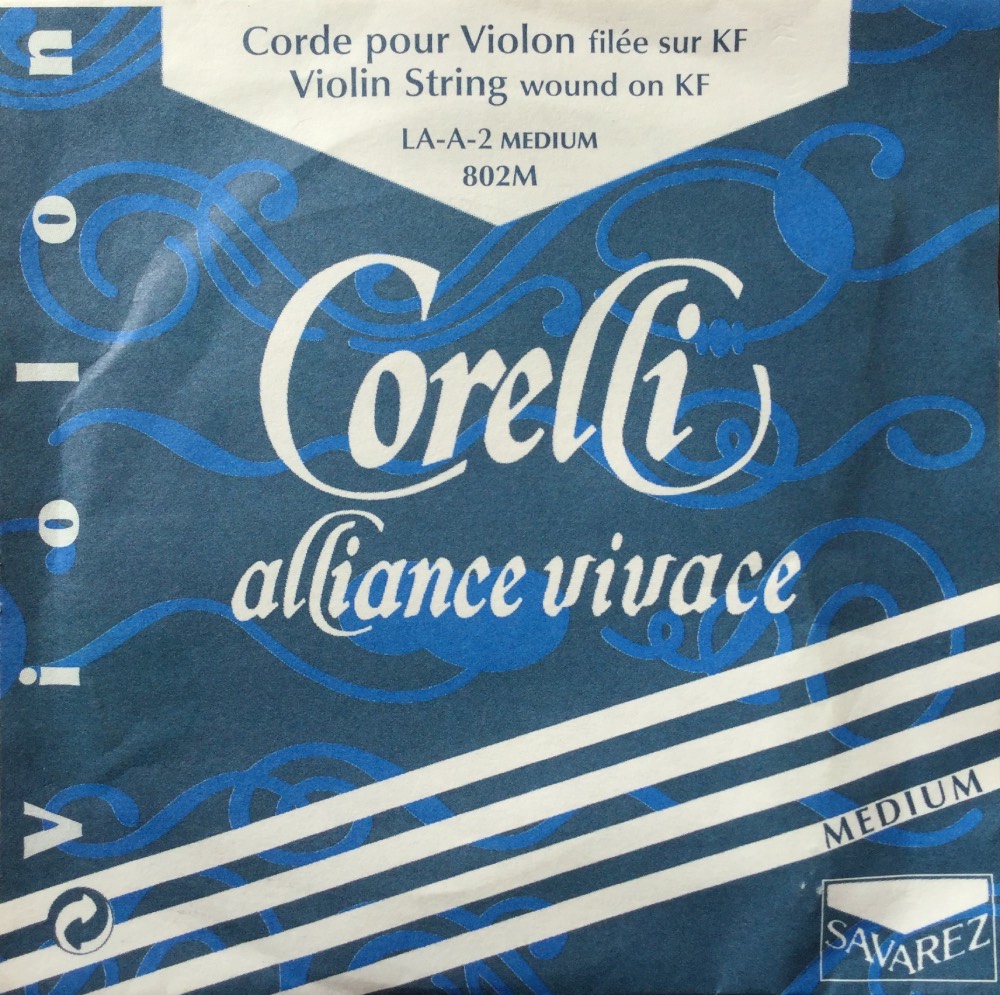 Corde pour Violon filée sur KF
Violin String wound on KF
LA-A-2 MEDIUM
802M
violon
Corelli
alliance vivace
MEDIUM
SAVAREZ